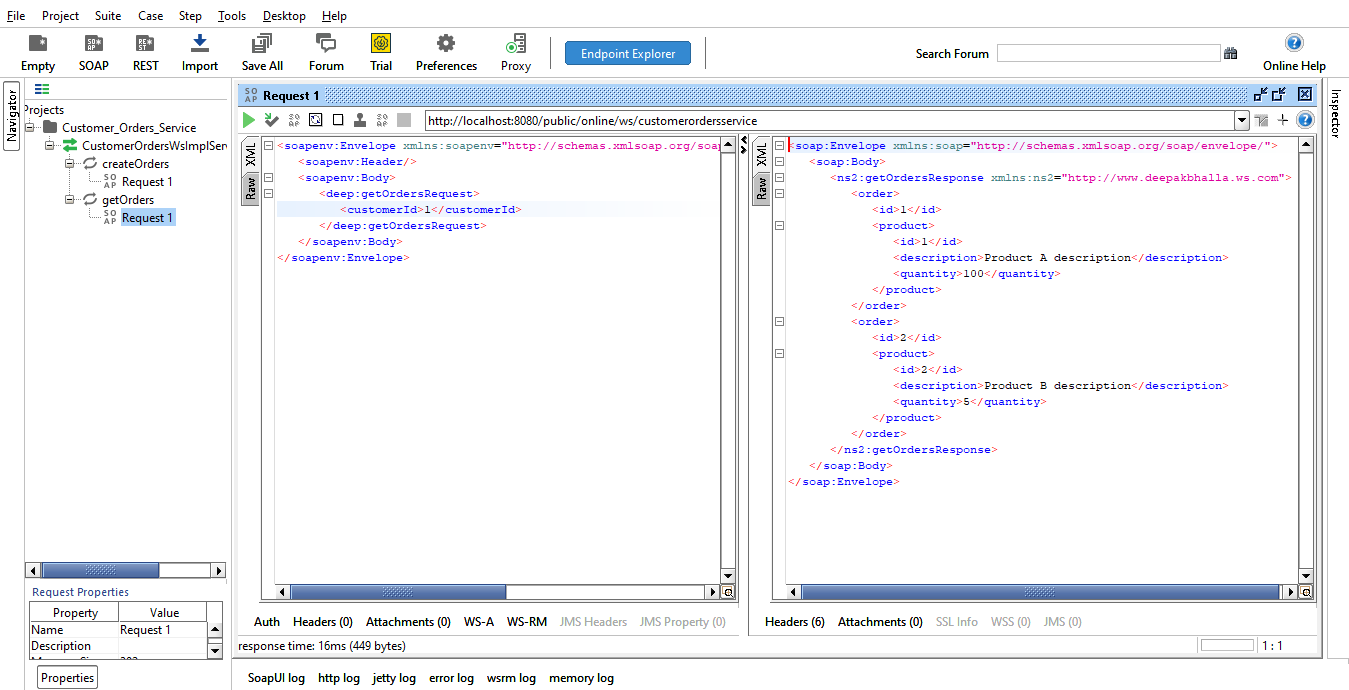 File Project Suite Case Step Tools Desktop Help
Empty SOAP REST Import Save All Forum Trial Preferences Proxy Endpoint Explorer Search Forum Online Help
Navigator
Projects
Customer_Orders_Service
CustomerOrdersWsImplServ
createOrders
SO AP Request 1
getOrders
SO AP Request 1
Request Properties
Property Value
Name Request 1
Description
Properties
SO AP Request 1
http://localhost:8080/public/online/ws/customerordersservice
XML
Raw
<soapenv:Envelope xmlns:soapenv="http://schemas.xmlsoap.org/soap
<soapenv:Header/>
<soapenv:Body>
<deep:getOrdersRequest>
<customerId>1</customerId>
</deep:getOrdersRequest>
</soapenv:Body>
</soapenv:Envelope>
Auth Headers (0) Attachments (0) WS-A WS-RM JMS Headers JMS Property (0)
XML
Raw
<soap:Envelope xmlns:soap="http://schemas.xmlsoap.org/soap/envelope/">
<soap:Body>
<ns2:getOrdersResponse xmlns:ns2="http://www.deepakbhalla.ws.com">
<order>
<id>1</id>
<product>
<id>1</id>
<description>Product A description</description>
<quantity>100</quantity>
</product>
</order>
<order>
<id>2</id>
<product>
<id>2</id>
<description>Product B description</description>
<quantity>5</quantity>
</product>
</order>
</ns2:getOrdersResponse>
</soap:Body>
</soap:Envelope>
Headers (6) Attachments (0) SSL Info WSS (0) JMS (0)
response time: 16ms (449 bytes)
1 : 1
Inspector
SoapUI log http log jetty log error log wsrm log memory log